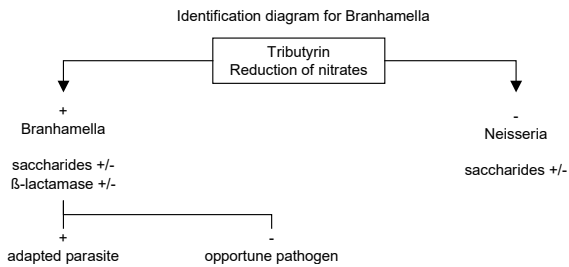 Identification diagram for Branhamella
Tributyrin
Reduction of nitrates
+
Branhamella
saccharides +/-
ß-lactamase +/-
-
Neisseria
saccharides +/-
+
adapted parasite
-
opportune pathogen